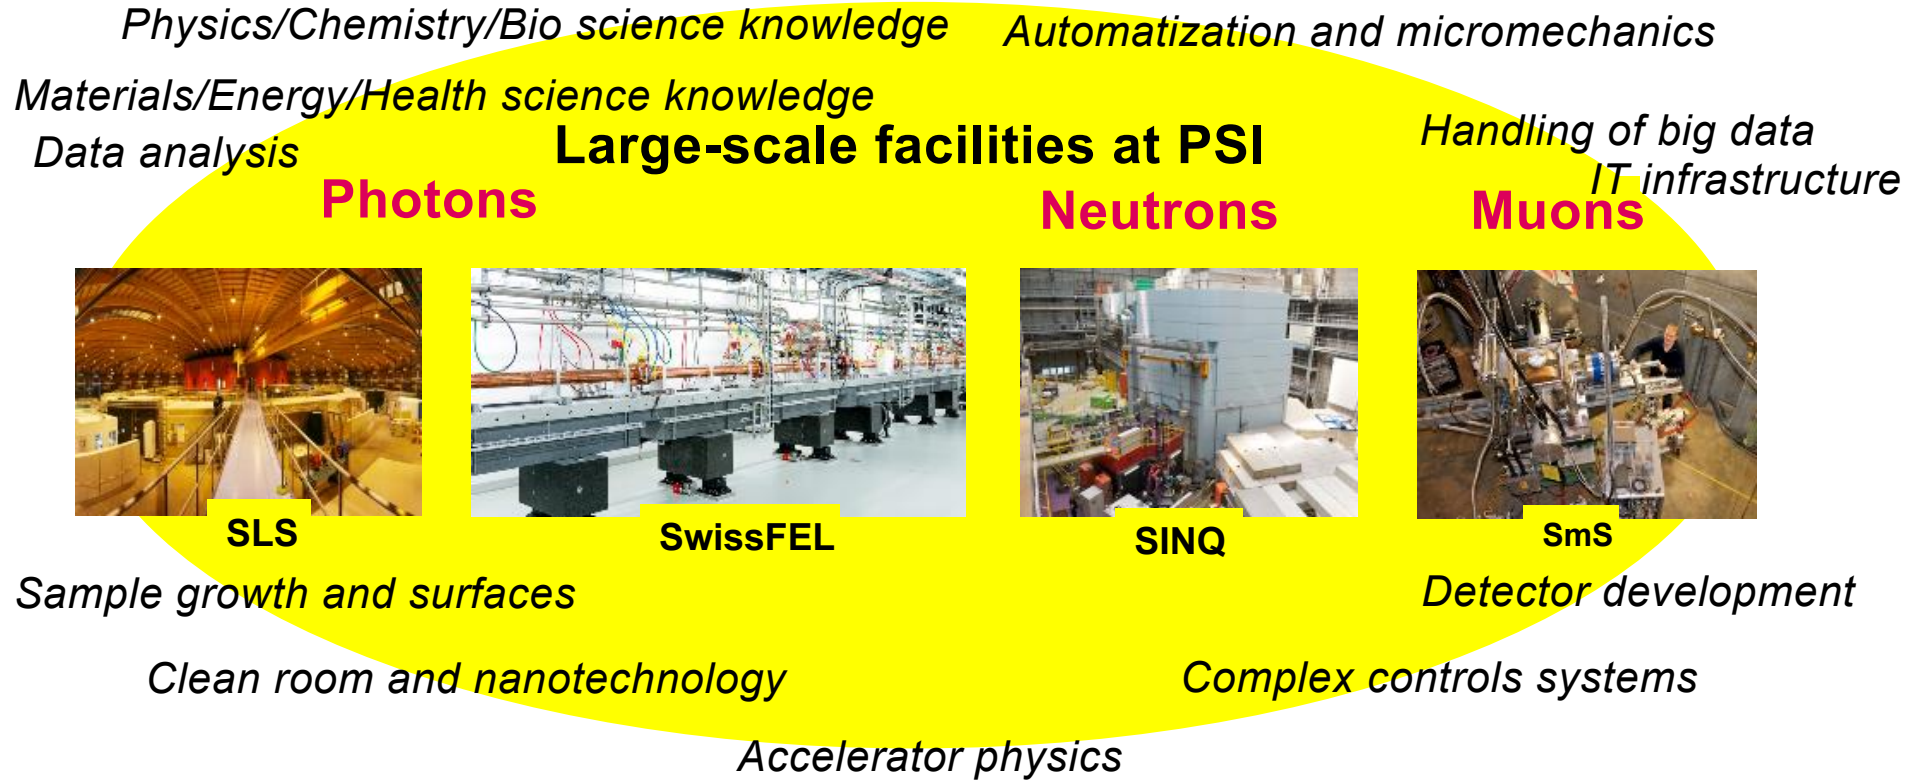 Physics/Chemistry/Bio science knowledge
Automatization and micromechanics
Materials/Energy/Health science knowledge
Data analysis
Large-scale facilities at PSI
Handling of big data
IT infrastructure
Photons
Neutrons
Muons
SLS
SwissFEL
SINQ
SmS
Sample growth and surfaces
Detector development
Clean room and nanotechnology
Complex controls systems
Accelerator physics